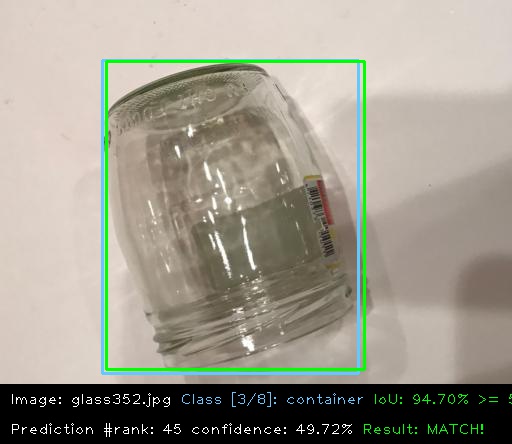 Image: glass352.jpg Class [3/8]: container IoU: 94.70% >= 5
Prediction #rank: 45 confidence: 49.72% Result: MATCH!